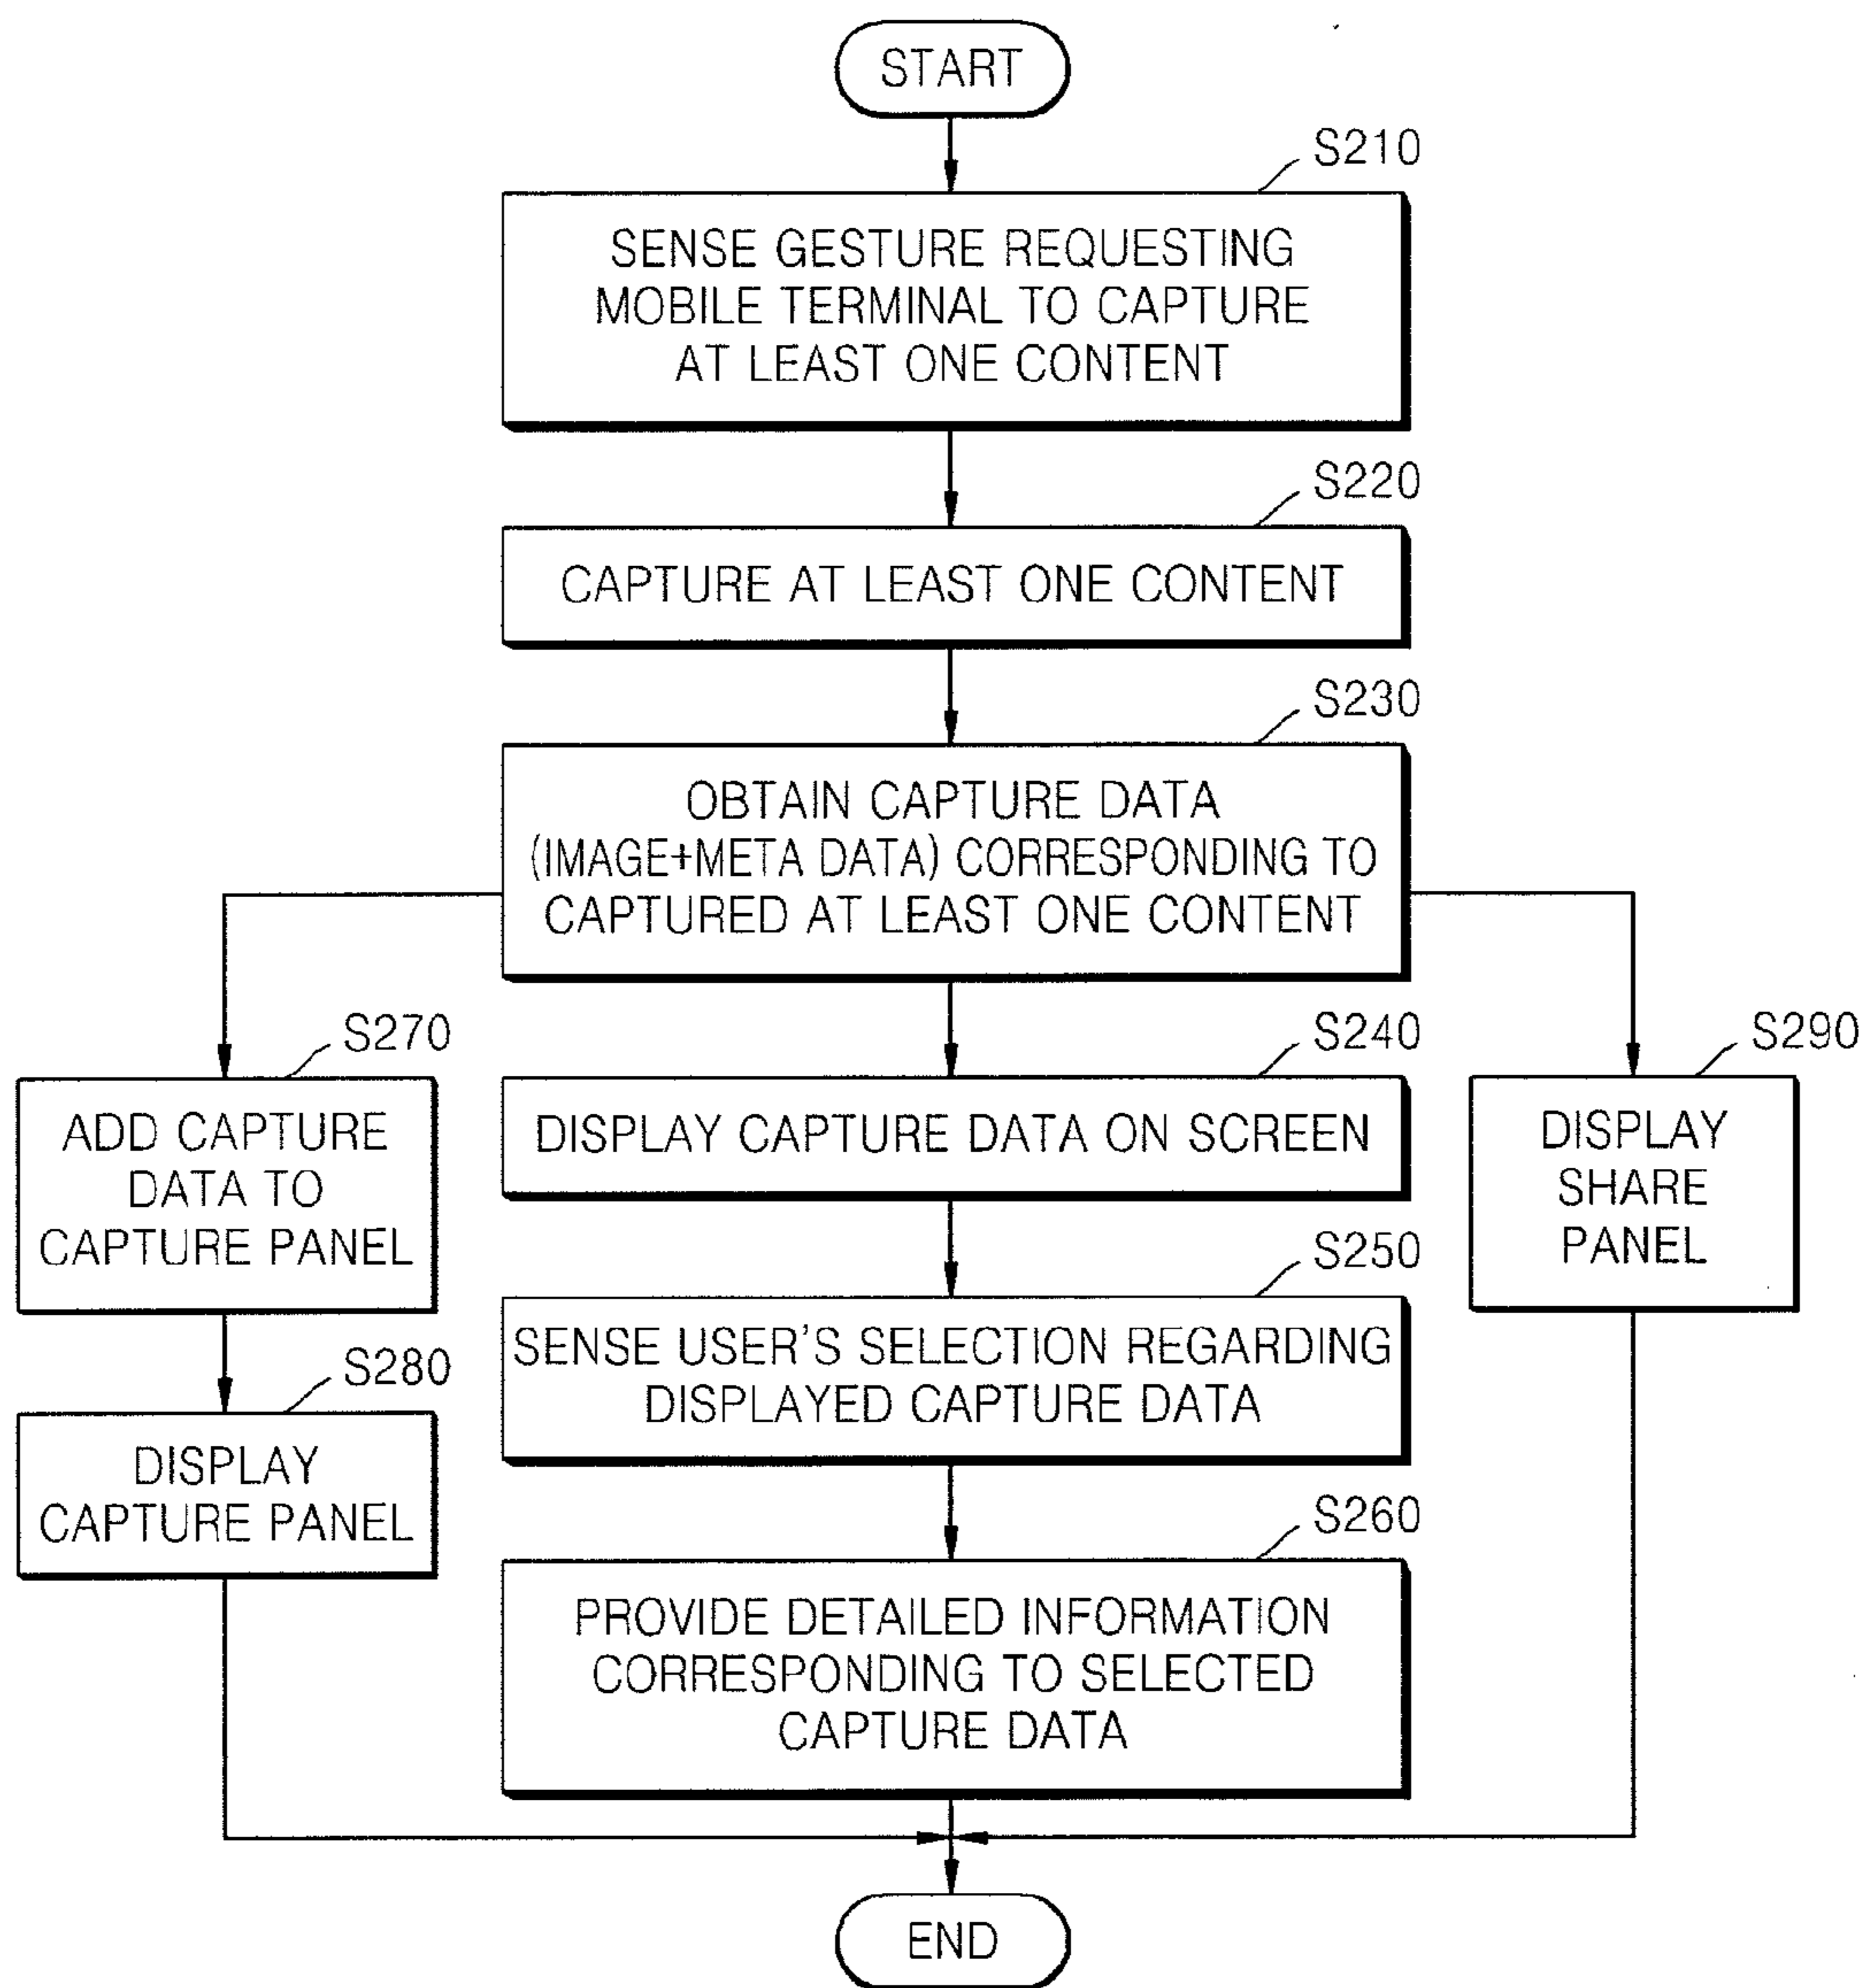 START
S210
SENSE GESTURE REQUESTING
MOBILE TERMINAL TO CAPTURE
AT LEAST ONE CONTENT
S220
CAPTURE AT LEAST ONE CONTENT
S230
OBTAIN CAPTURE DATA
(IMAGE+META DATA) CORRESPONDING TO
CAPTURED AT LEAST ONE CONTENT
S270
ADD CAPTURE
DATA TO
CAPTURE PANEL
S280
DISPLAY
CAPTURE PANEL
S240
DISPLAY CAPTURE DATA ON SCREEN
S250
SENSE USER'S SELECTION REGARDING
DISPLAYED CAPTURE DATA
S260
PROVIDE DETAILED INFORMATION
CORRESPONDING TO SELECTED
CAPTURE DATA
S290
DISPLAY
SHARE
PANEL
END